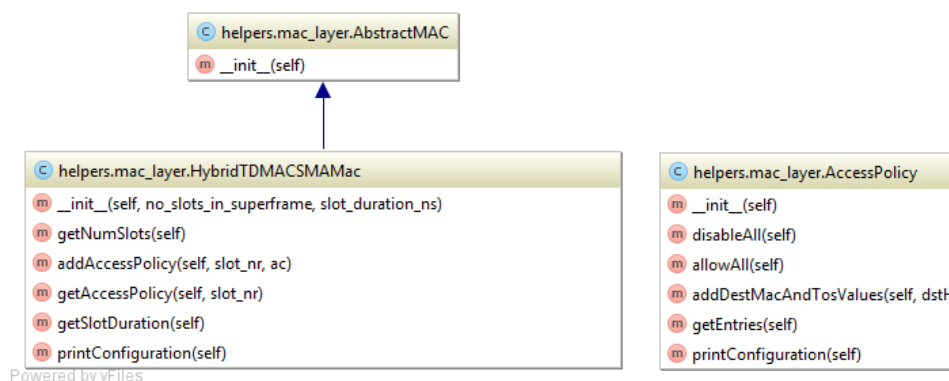 C helpers.mac_layer.AbstractMAC
m __init__(self)
C helpers.mac_layer.HybridTDMACSMAMac
m __init__(self, no_slots_in_superframe, slot_duration_ns)
m getNumSlots(self)
m addAccessPolicy(self, slot_nr, ac)
m getAccessPolicy(self, slot_nr)
m getSlotDuration(self)
m printConfiguration(self)
C helpers.mac_layer.AccessPolicy
m __init__(self)
m disableAll(self)
m allowAll(self)
m addDestMacAndTosValues(self,
m getEntries(self)
m printConfiguration(self)
Powered by yFiles